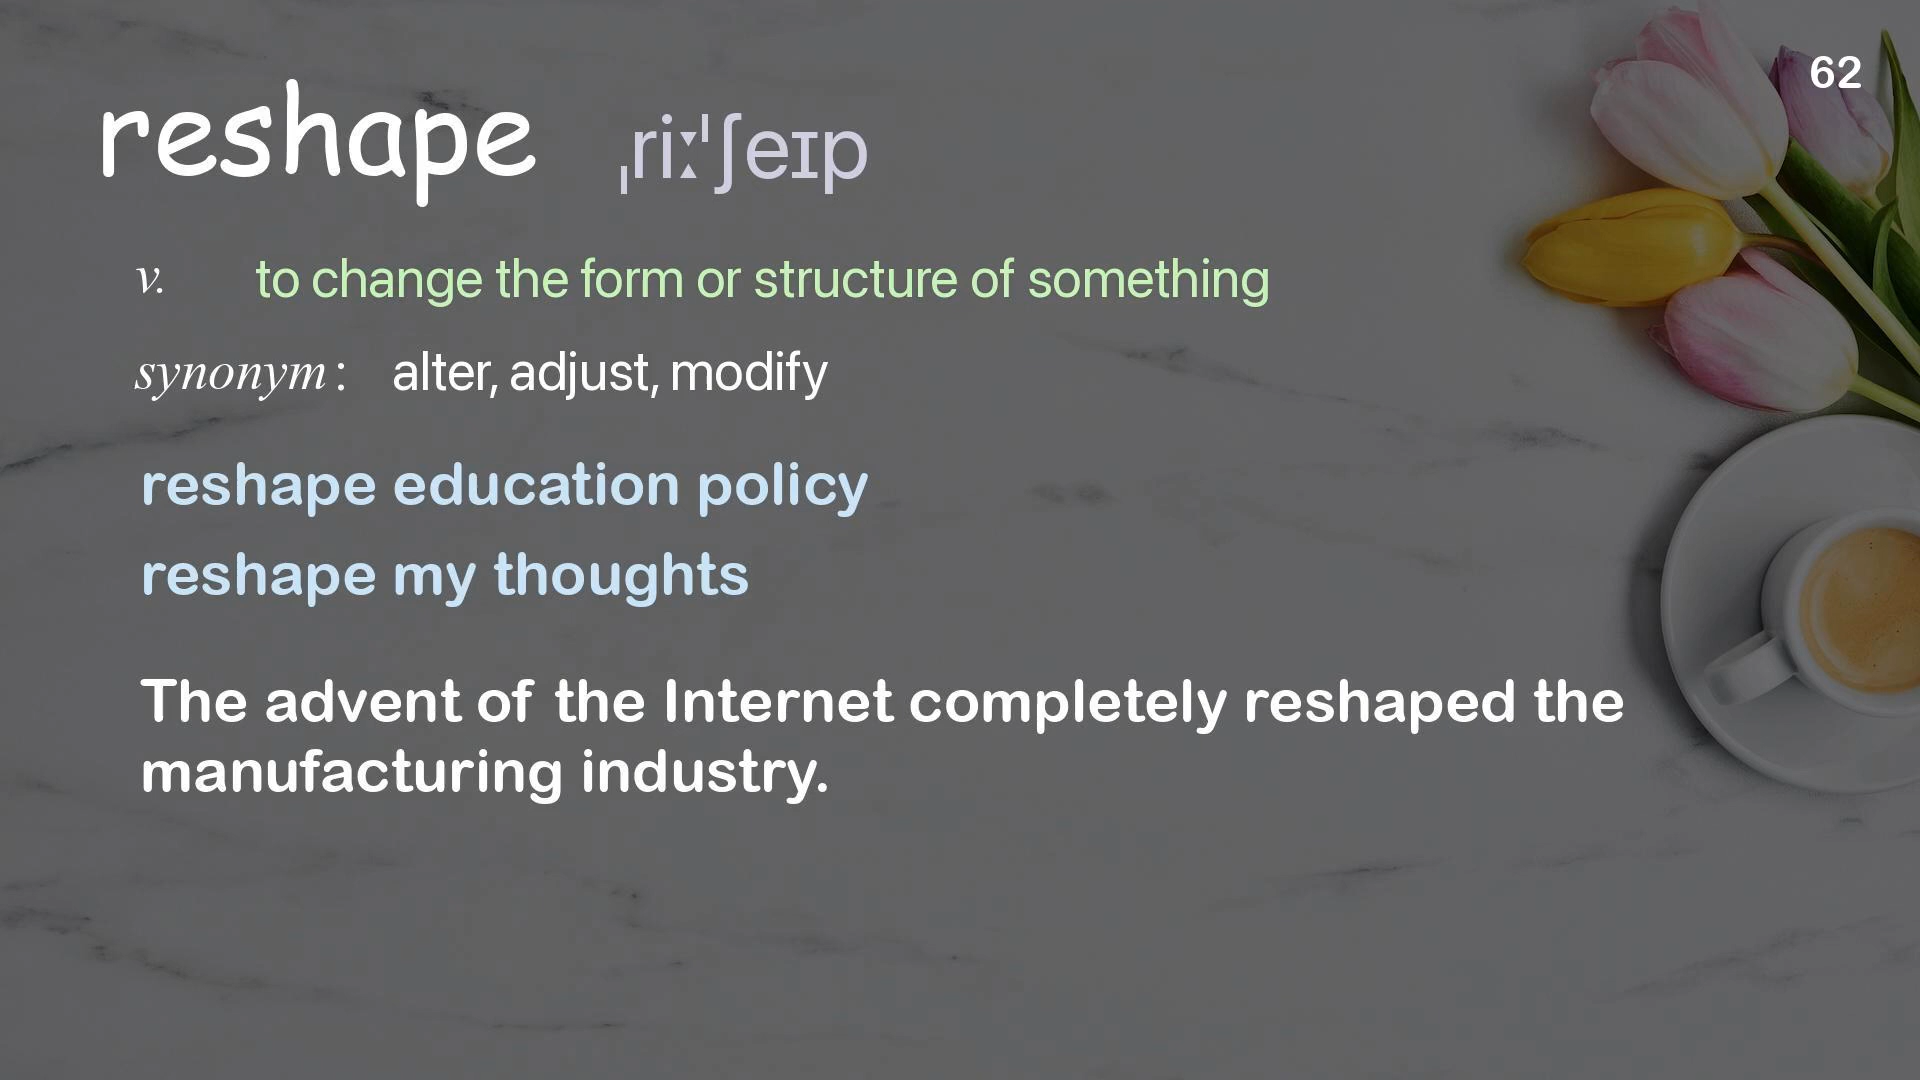 62
reshape ˌriːˈʃeɪp
v. to change the form or structure of something
synonym: alter, adjust, modify
reshape education policy
reshape my thoughts
The advent of the Internet completely reshaped the
manufacturing industry.